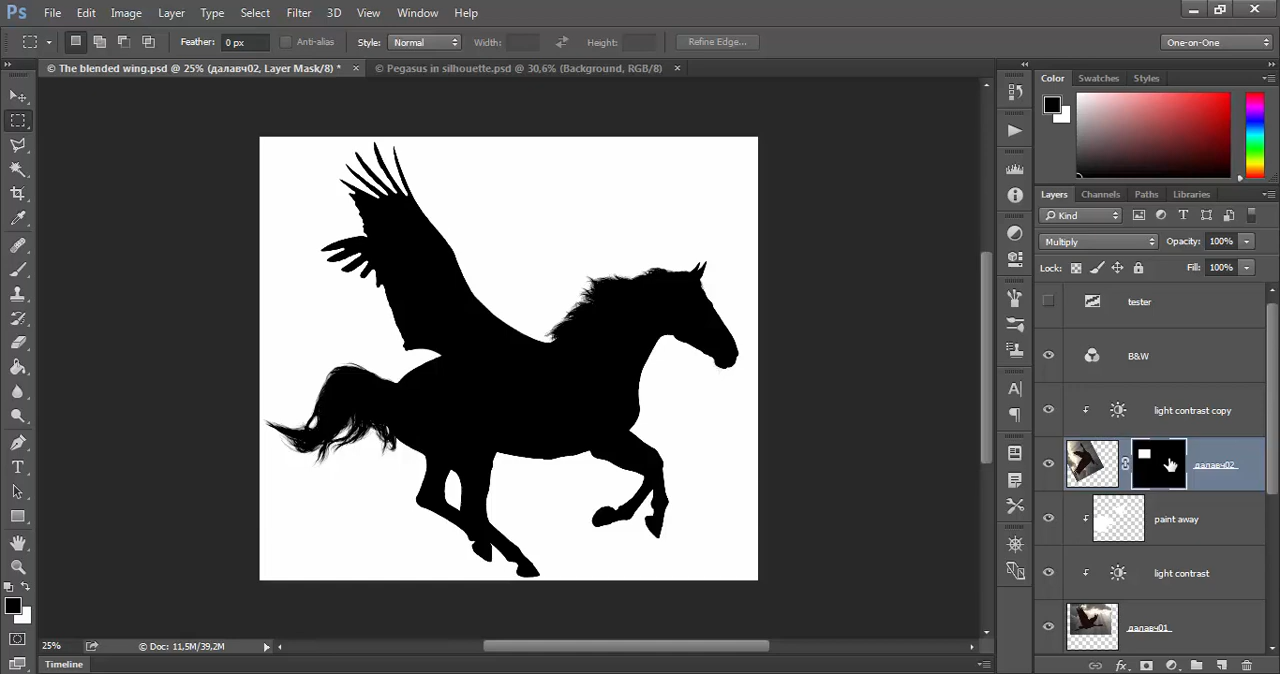 Ps File Edit Image Layer Type Select Filter 3D View Window Help
Feather: 0 px Anti-alias Style: Normal Width: Height: Refine Edge... One-on-One
© The blended wing.psd @ 25% (далавч02, Layer Mask/8) * × © Pegasus in silhouette.psd @ 30,6% (Background, RGB/8) ×
Color Swatches Styles
Layers Channels Paths Libraries
Kind
Multiply Opacity: 100%
Lock: Fill: 100%
tester
B&W
light contrast copy
далавч02
paint away
light contrast
далавч01
25% © Doc: 11,5M/39,2M
Timeline